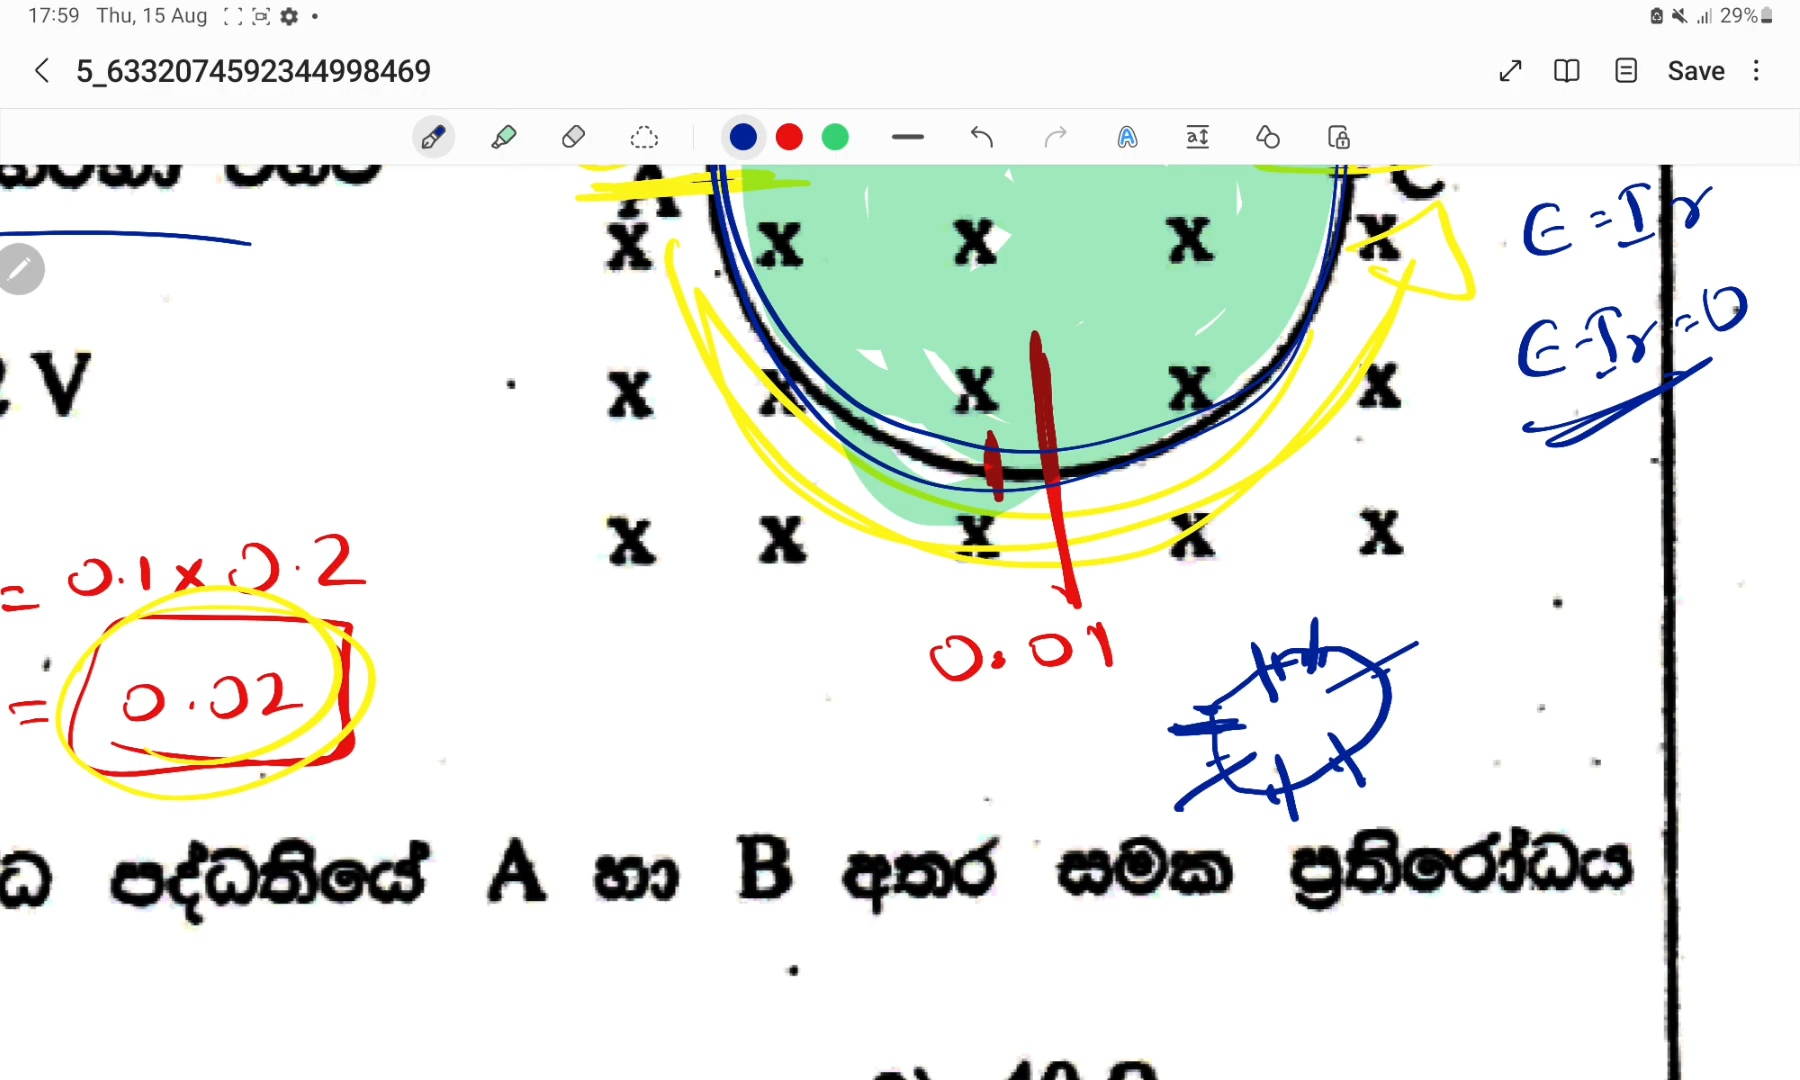 17:59 Thu, 15 Aug
29%
5_6332074592344998469
Save
A C
x x x x x
E = Ir
E - Ir = 0
V
x x x x x
x x x x x
= 0.1 x 0.2
= 0.02
0.01
පද්ධතියේ A හා B අතර සමක ප්‍රතිරෝධය